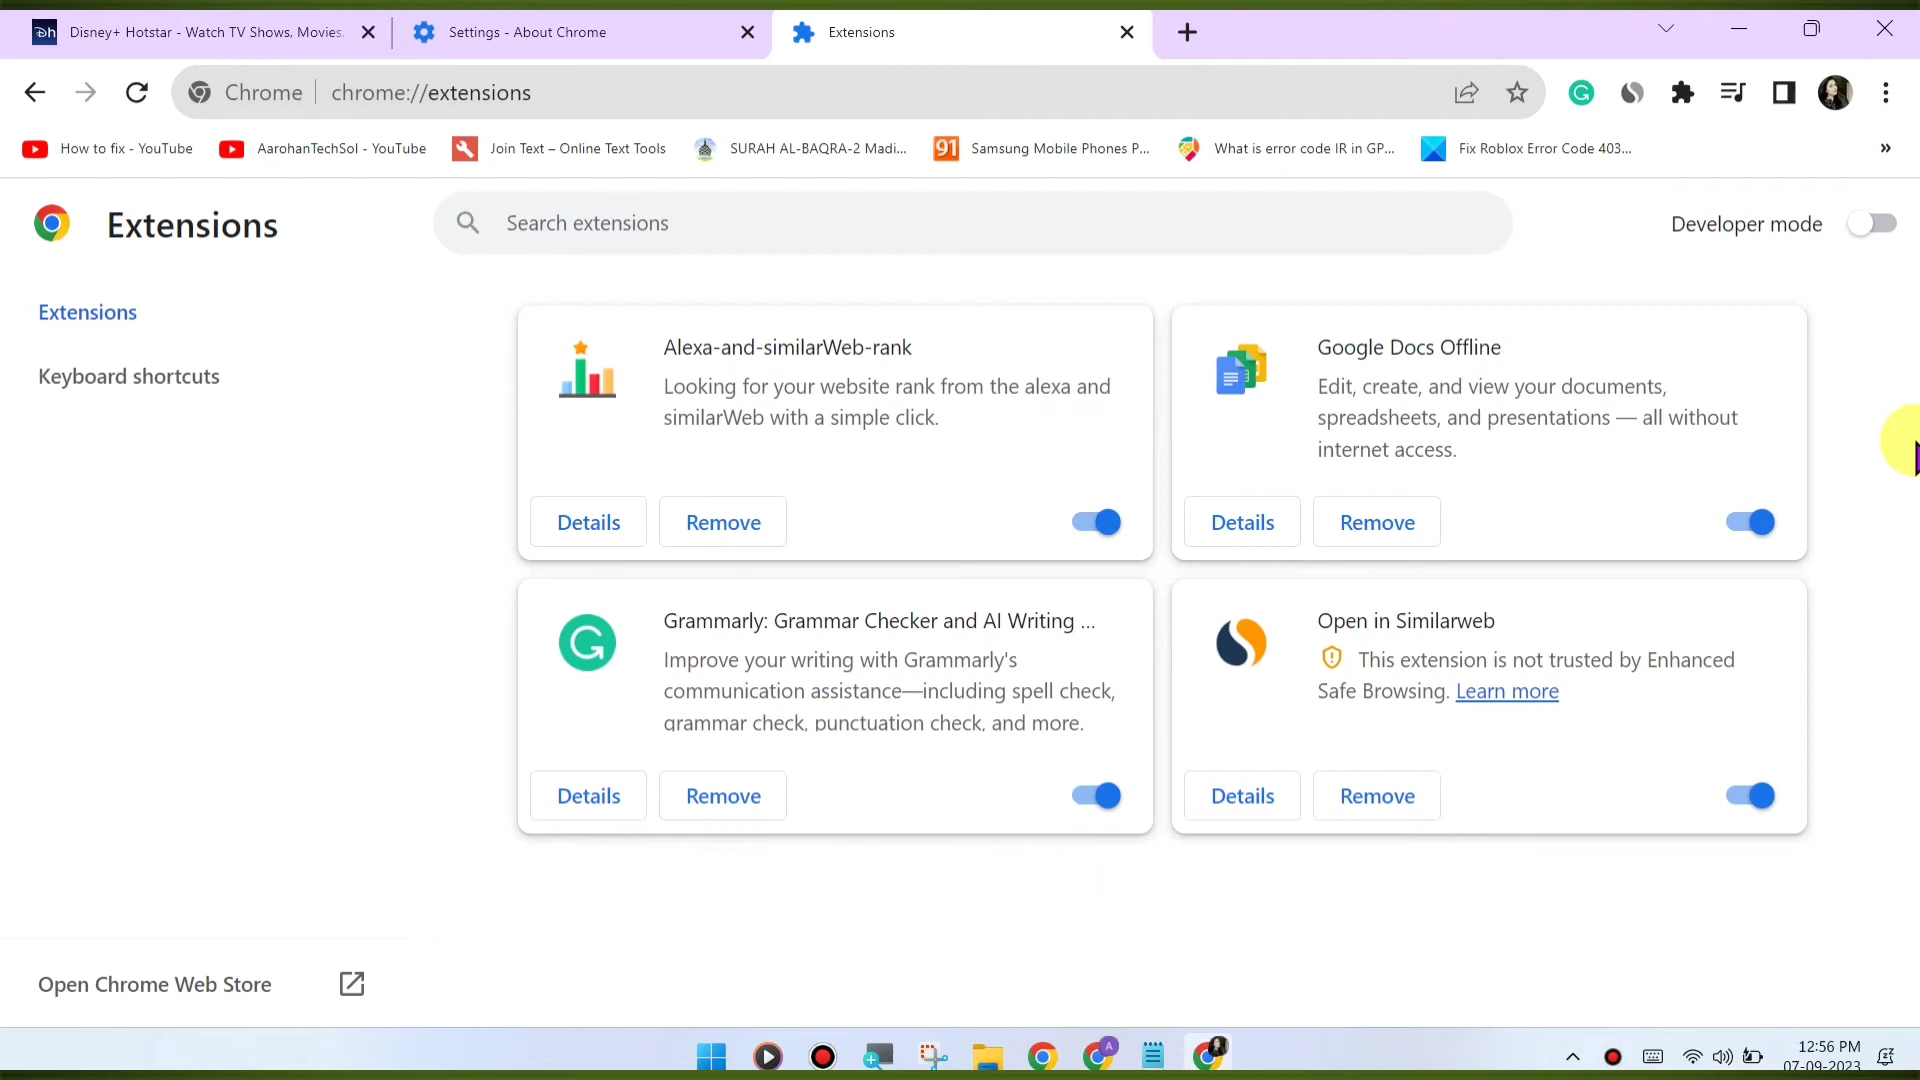 Disney+ Hotstar - Watch TV Shows, Movies,
Settings - About Chrome
Extensions
Chrome
chrome://extensions
How to fix - YouTube
AarohanTechSol - YouTube
Join Text – Online Text Tools
SURAH AL-BAQRA-2 Madi...
91
Samsung Mobile Phones P...
What is error code IR in GP...
Fix Roblox Error Code 403...
»
Extensions
Search extensions
Developer mode
Extensions
Keyboard shortcuts
Alexa-and-similarWeb-rank
Looking for your website rank from the alexa and
similarWeb with a simple click.
Details
Remove
Google Docs Offline
Edit, create, and view your documents,
spreadsheets, and presentations — all without
internet access.
Details
Remove
Grammarly: Grammar Checker and AI Writing ...
Improve your writing with Grammarly's
communication assistance—including spell check,
grammar check, punctuation check, and more.
Details
Remove
Open in Similarweb
This extension is not trusted by Enhanced
Safe Browsing. Learn more
Details
Remove
Open Chrome Web Store
12:56 PM
07-09-2023